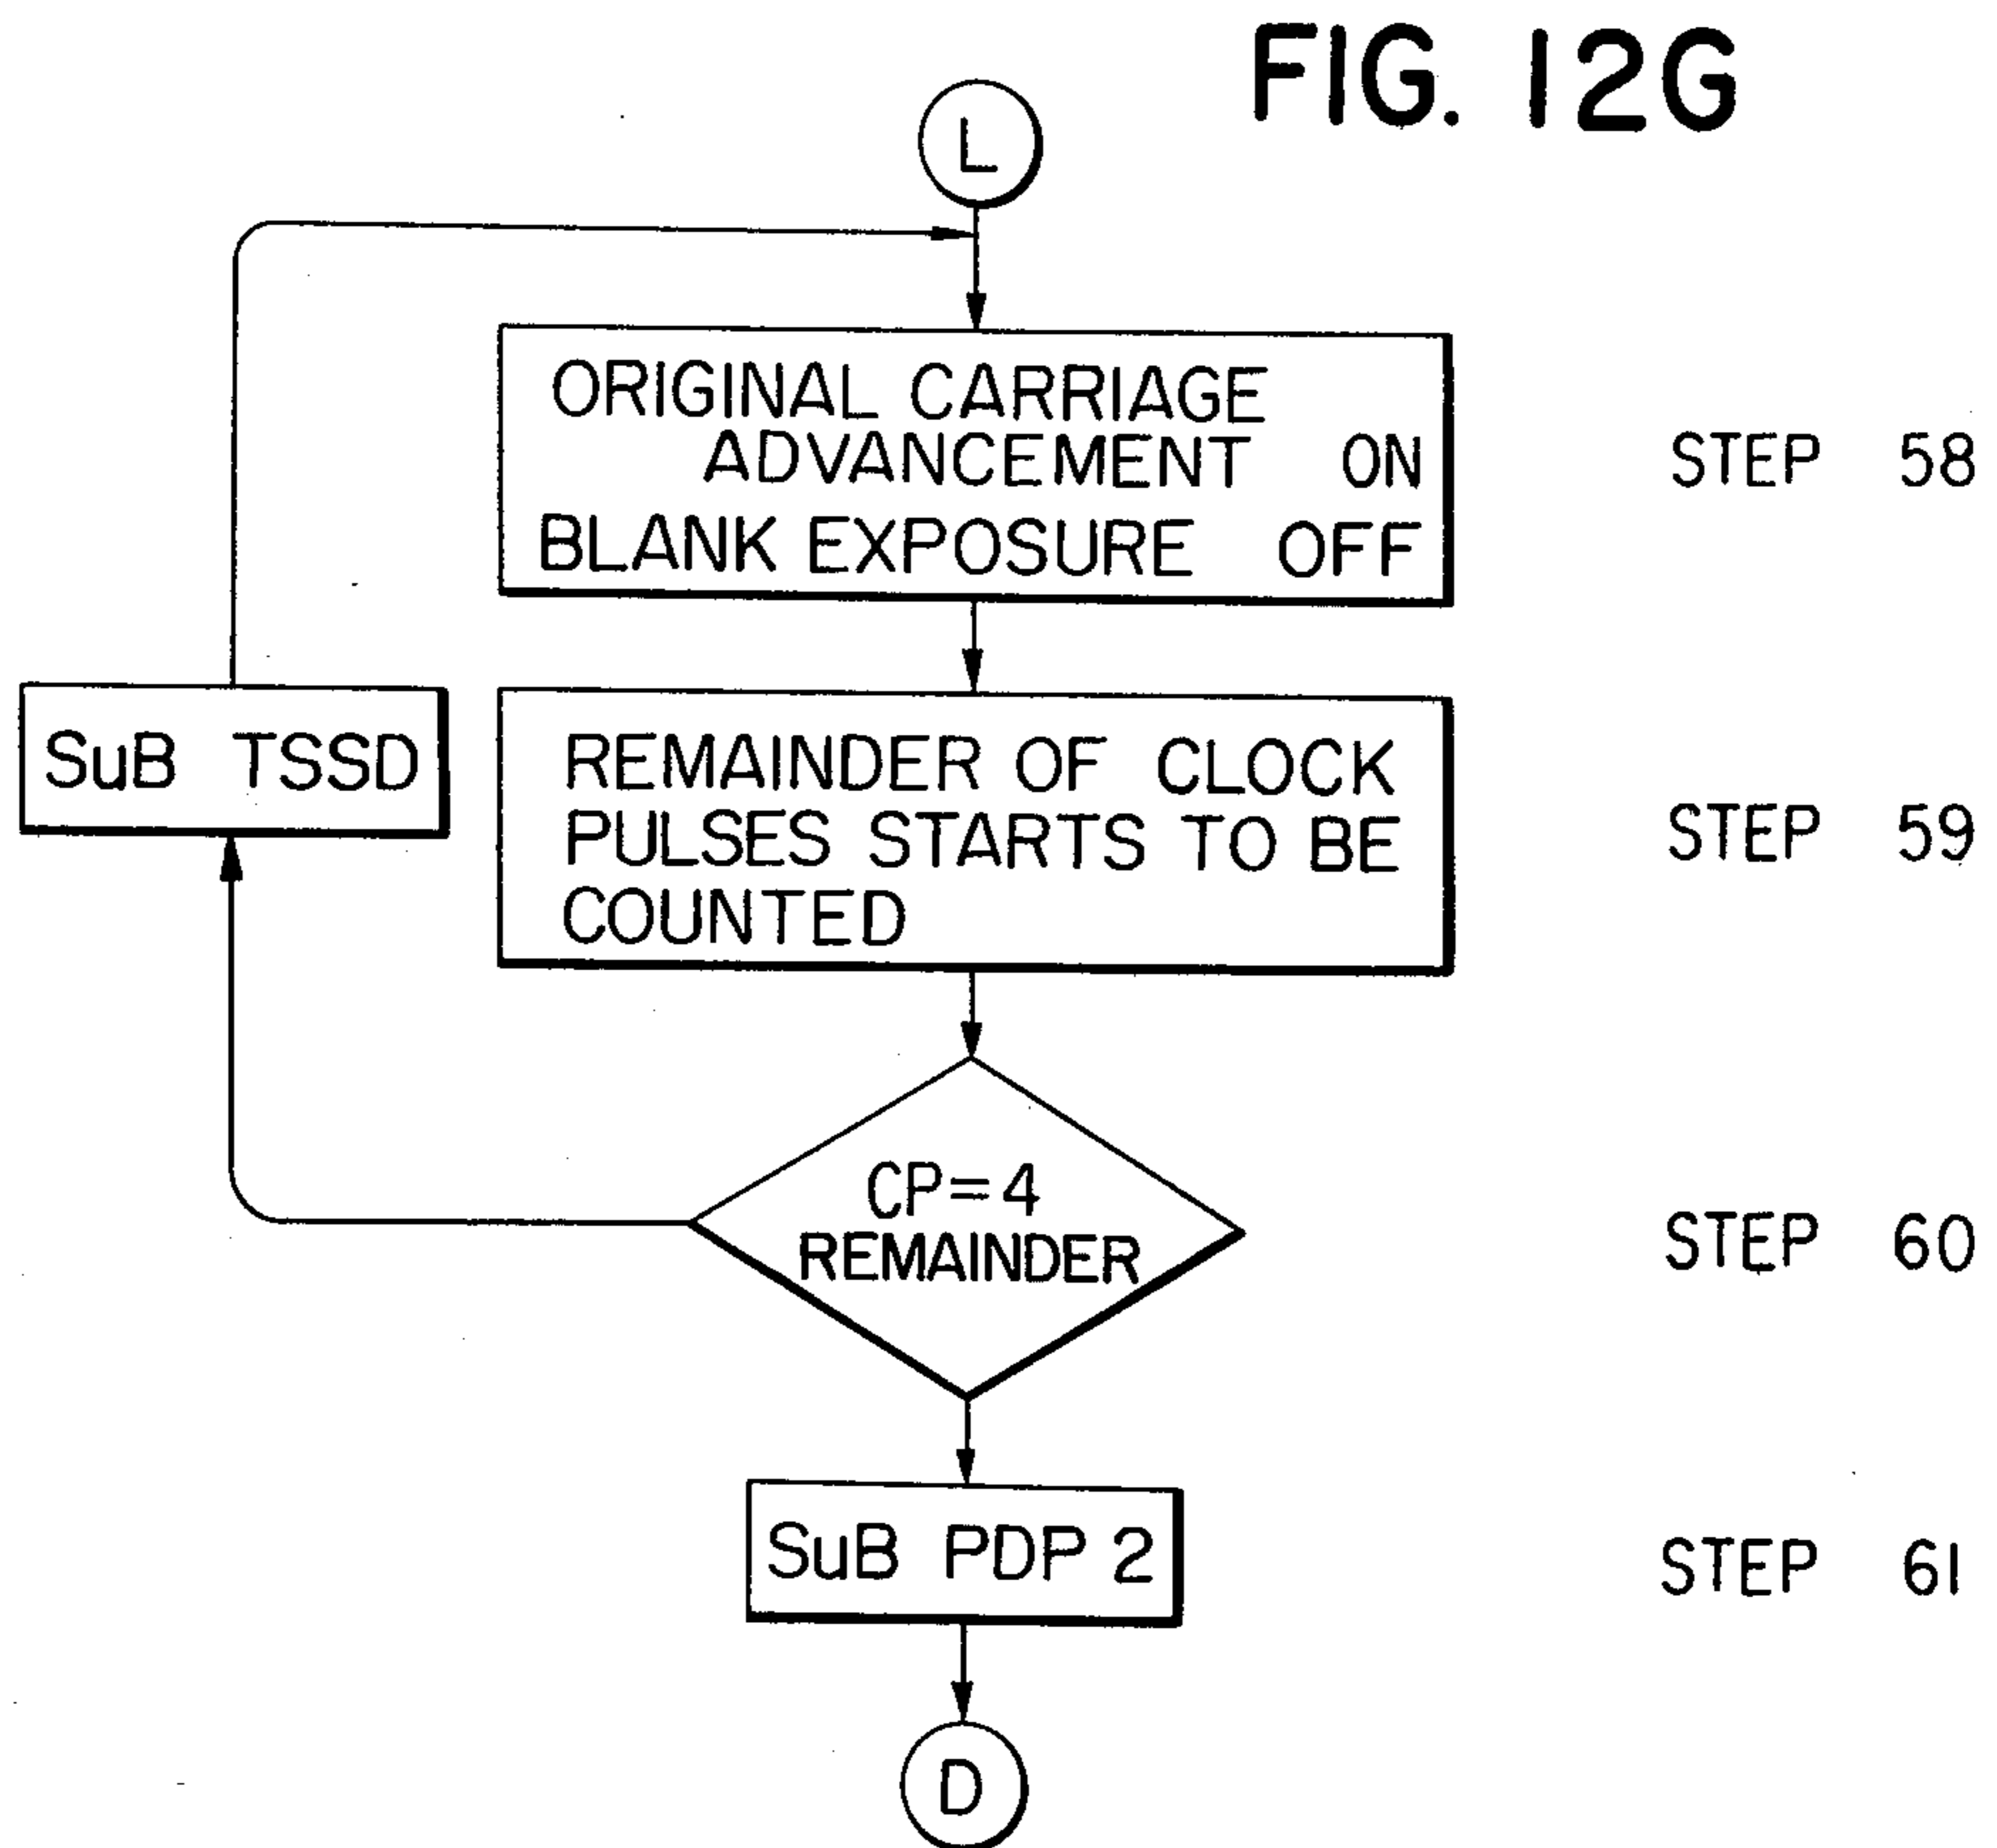 FIG. 12G
L
ORIGINAL CARRIAGE
ADVANCEMENT ON
BLANK EXPOSURE OFF
STEP 58
SuB TSSD
REMAINDER OF CLOCK
PULSES STARTS TO BE
COUNTED
STEP 59
CP=4
REMAINDER
STEP 60
SuB PDP 2
STEP 61
D